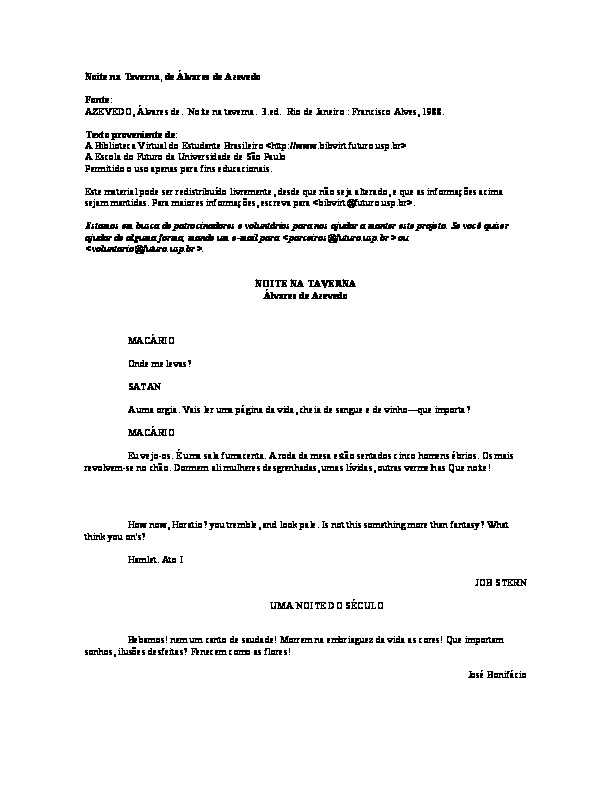 Noite na Taverna, de Álvares de Azevedo
Fonte:
AZEVEDO, Álvares de. Noite na taverna. 3.ed. Rio de Janeiro : Francisco Alves, 1988.
Texto proveniente de:
A Biblioteca Virtual do Estudante Brasileiro <http://www.bibvirt.futuro.usp.br>
A Escola do Futuro da Universidade de São Paulo
Permitido o uso apenas para fins educacionais.
Este material pode ser redistribuído livremente, desde que não seja alterado, e que as informações acima
sejam mantidas. Para maiores informações, escreva para <bibvirt@futuro.usp.br>.
Estamos em busca de patrocinadores e voluntários para nos ajudar a manter este projeto. Se você quiser
ajudar de alguma forma, mande um e-mail para <parceiros@futuro.usp.br> ou
<voluntario@futuro.usp.br>.
NOITE NA TAVERNA
Álvares de Azevedo
MACÁRIO
Onde me levas?
SATAN
A uma orgia. Vais ler uma página da vida, cheia de sangue e de vinho—que importa?
MACÁRIO
Eu vejo-os. É uma sala fumacenta. A roda da mesa estão sentados cinco homens ébrios. Os mais
revolvem-se no chão. Dormem ali mulheres desgrenhadas, umas lívidas, outras vermelhas Que noite!
How now, Horatio? you tremble, and look pale. Is not this something more than fantasy? What
think you on't?
Hamlet. Ato I
JOB STERN
UMA NOITE DO SÉCULO
Bebamos! nem um canto de saudade! Morrem na embriaguez da vida as cores! Que importam
sonhos, ilusões desfeitas? Fenecem como as flores!
José Bonifácio